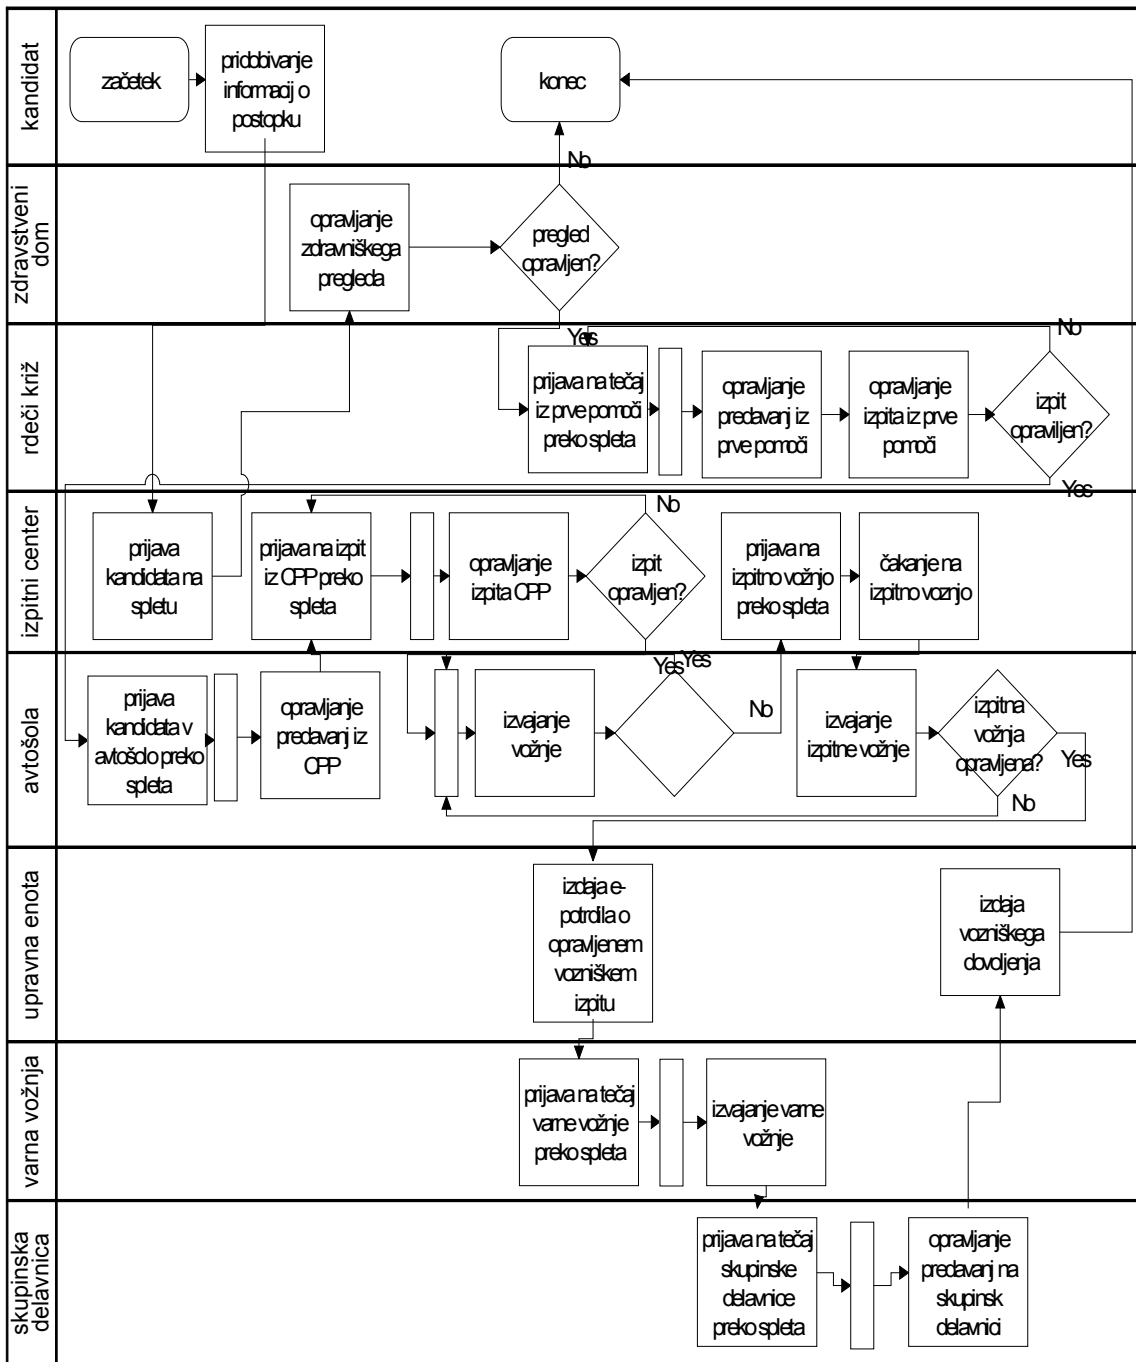 kandidat
začetek
pridobivanje
informacij o
postopku
konec
No
zdravstveni
dom
opravljanje
zdravniškega
pregleda
pregled
opravljen?
Yes
No
rdeči križ
prijava na tečaj
iz prve pomoči
preko spleta
opravljanje
predavanj iz
prve pomoči
opravljanje
izpita iz prve
pomoči
izpit
opraviljen?
Yes
izpitni center
prijava
kandidata na
spletu
prijava na izpit
iz CPP preko
spleta
opravljanje
izpita CPP
izpit
opravljen?
No
prijava na
izpitno vožnjo
preko spleta
čakanje na
izpitno voznjo
Yes
Yes
avtošola
prijava
kandidata v
avtošolo preko
spleta
opravljanje
predavanj iz
CPP
izvajanje
vožnje
No
izvajanje
izpitne vožnje
izpitna
vožnja
opravljena?
Yes
No
upravna enota
izdaja e-
potrdila o
opravljenem
vozniškem
izpitu
izdaja
vozniškega
dovoljenja
varna vožnja
prijava na tečaj
varne vožnje
preko spleta
izvajanje varne
vožnje
skupinska
delavnica
prijava na tečaj
skupinske
delavnice
preko spleta
opravljanje
predavanj na
skupinsk
delavnici